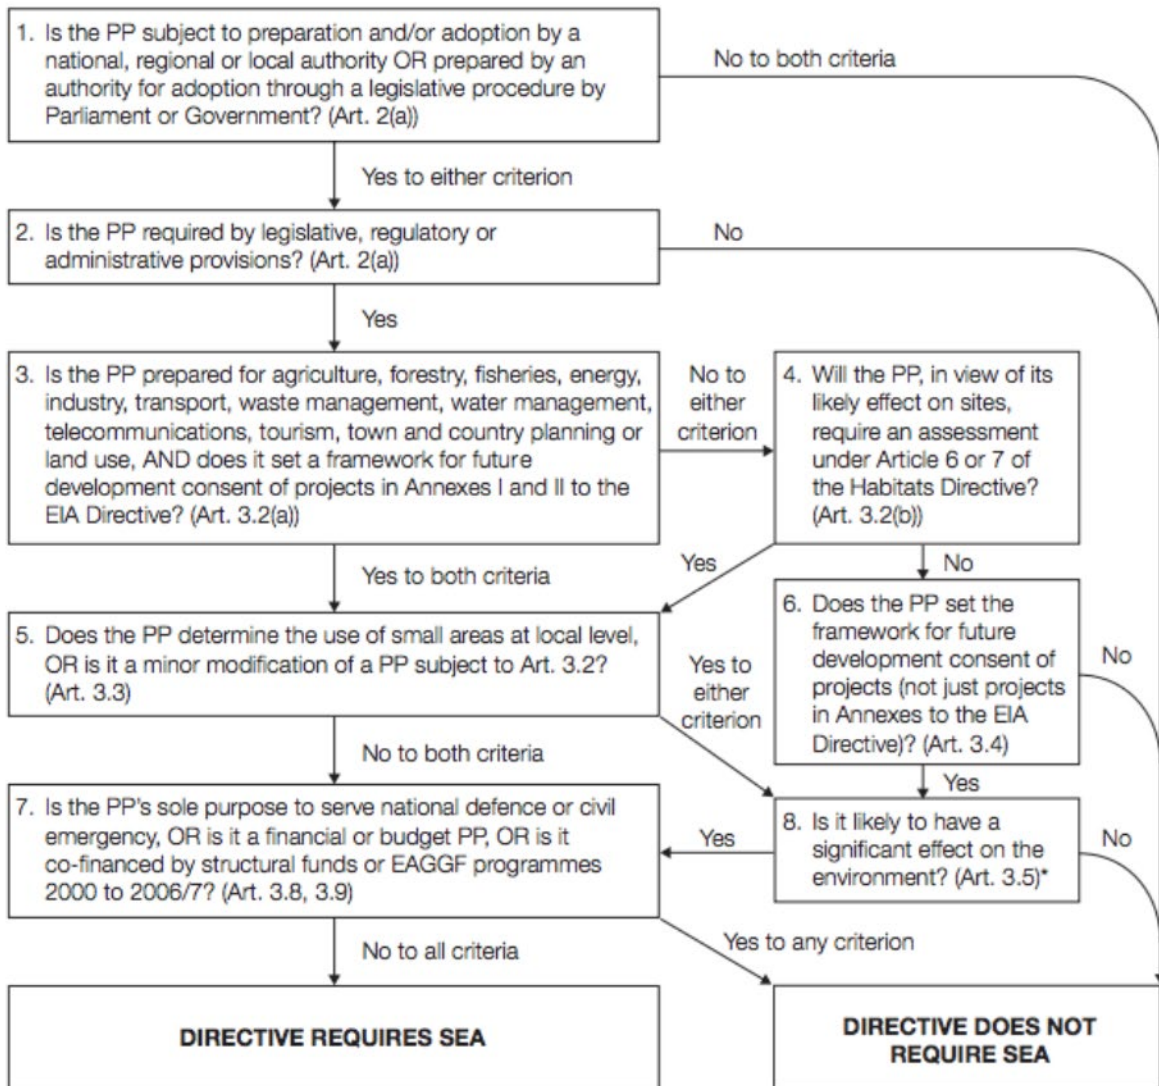 1. Is the PP subject to preparation and/or adoption by a
national, regional or local authority OR prepared by an
authority for adoption through a legislative procedure by
Parliament or Government? (Art. 2(a))
No to both criteria
Yes to either criterion
2. Is the PP required by legislative, regulatory or
administrative provisions? (Art. 2(a))
No
Yes
3. Is the PP prepared for agriculture, forestry, fisheries, energy,
industry, transport, waste management, water management,
telecommunications, tourism, town and country planning or
land use, AND does it set a framework for future
development consent of projects in Annexes I and II to the
EIA Directive? (Art. 3.2(a))
No to
either
criterion
4. Will the PP, in view of its
likely effect on sites,
require an assessment
under Article 6 or 7 of
the Habitats Directive?
(Art. 3.2(b))
Yes to both criteria
Yes
No
5. Does the PP determine the use of small areas at local level,
OR is it a minor modification of a PP subject to Art. 3.2?
(Art. 3.3)
Yes to
either
criterion
6. Does the PP set the
framework for future
development consent of
projects (not just projects
in Annexes to the EIA
Directive)? (Art. 3.4)
No
No to both criteria
Yes
7. Is the PP's sole purpose to serve national defence or civil
emergency, OR is it a financial or budget PP, OR is it
co-financed by structural funds or EAGGF programmes
2000 to 2006/7? (Art. 3.8, 3.9)
Yes
8. Is it likely to have a
significant effect on the
environment? (Art. 3.5)*
No
No to all criteria
Yes to any criterion
DIRECTIVE REQUIRES SEA
DIRECTIVE DOES NOT
REQUIRE SEA